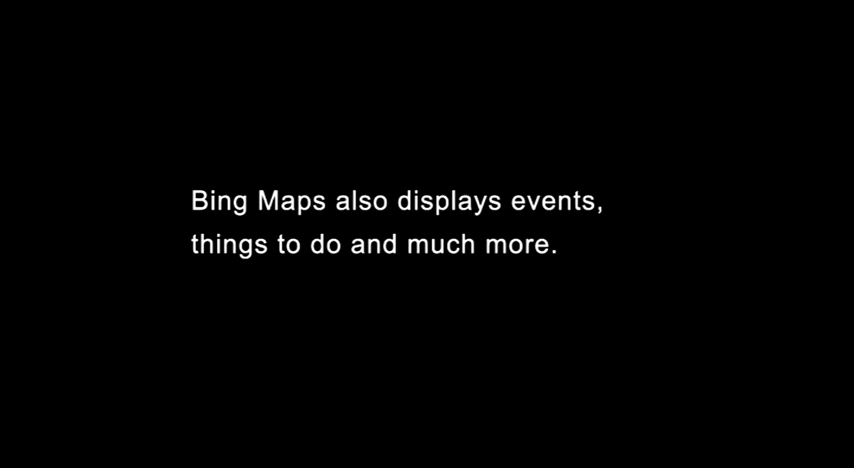 Bing Maps also displays events,
things to do and much more.